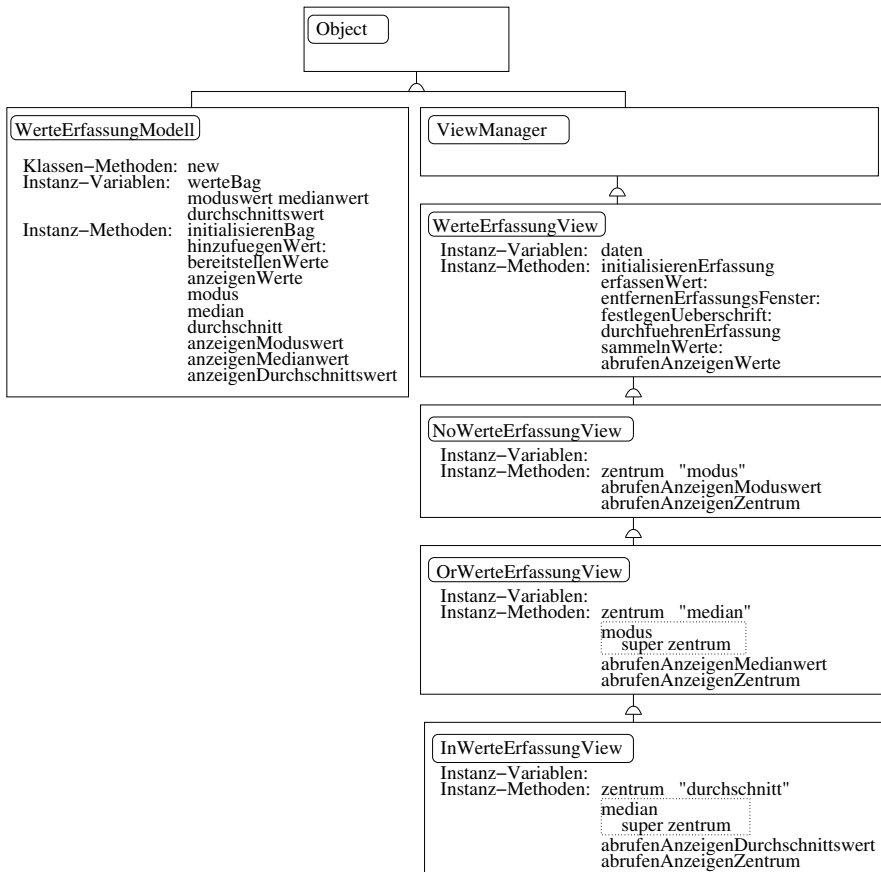 Object
WerteErfassungModell
Klassen−Methoden: new
Instanz−Variablen: werteBag
moduswert medianwert
durchschnittswert
Instanz−Methoden: initialisierenBag
hinzufuegenWert:
bereitstellenWerte
anzeigenWerte
modus
median
durchschnitt
anzeigenModuswert
anzeigenMedianwert
anzeigenDurchschnittswert
ViewManager
WerteErfassungView
Instanz−Variablen: daten
Instanz−Methoden: initialisierenErfassung
erfassenWert:
entfernenErfassungsFenster:
festlegenUeberschrift:
durchfuehrenErfassung
sammelnWerte:
abrufenAnzeigenWerte
NoWerteErfassungView
Instanz−Variablen:
Instanz−Methoden: zentrum "modus"
abrufenAnzeigenModuswert
abrufenAnzeigenZentrum
OrWerteErfassungView
Instanz−Variablen:
Instanz−Methoden: zentrum "median"
modus
super zentrum
abrufenAnzeigenMedianwert
abrufenAnzeigenZentrum
InWerteErfassungView
Instanz−Variablen:
Instanz−Methoden: zentrum "durchschnitt"
median
super zentrum
abrufenAnzeigenDurchschnittswert
abrufenAnzeigenZentrum